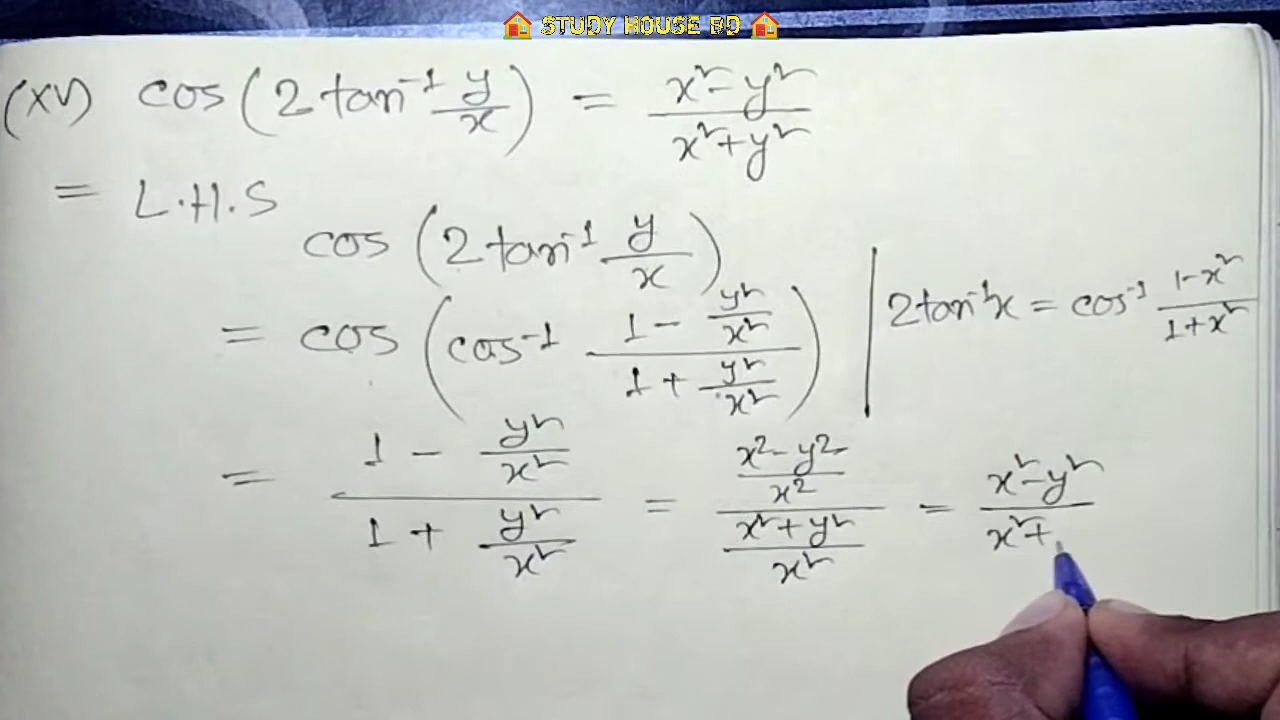 🏠 STUDY HOUSE BD 🏠
(XV) cos(2tan⁻¹ y/x) = (x²-y²)/(x²+y²)
= L.H.S
cos(2tan⁻¹ y/x)
= cos(cos⁻¹ (1 - y²/x²)/(1 + y²/x²)) | 2tan⁻¹x = cos⁻¹ (1-x²)/(1+x²)
= (1 - y²/x²)/(1 + y²/x²) = ((x²-y²)/x²)/((x²+y²)/x²) = (x²-y²)/(x²+